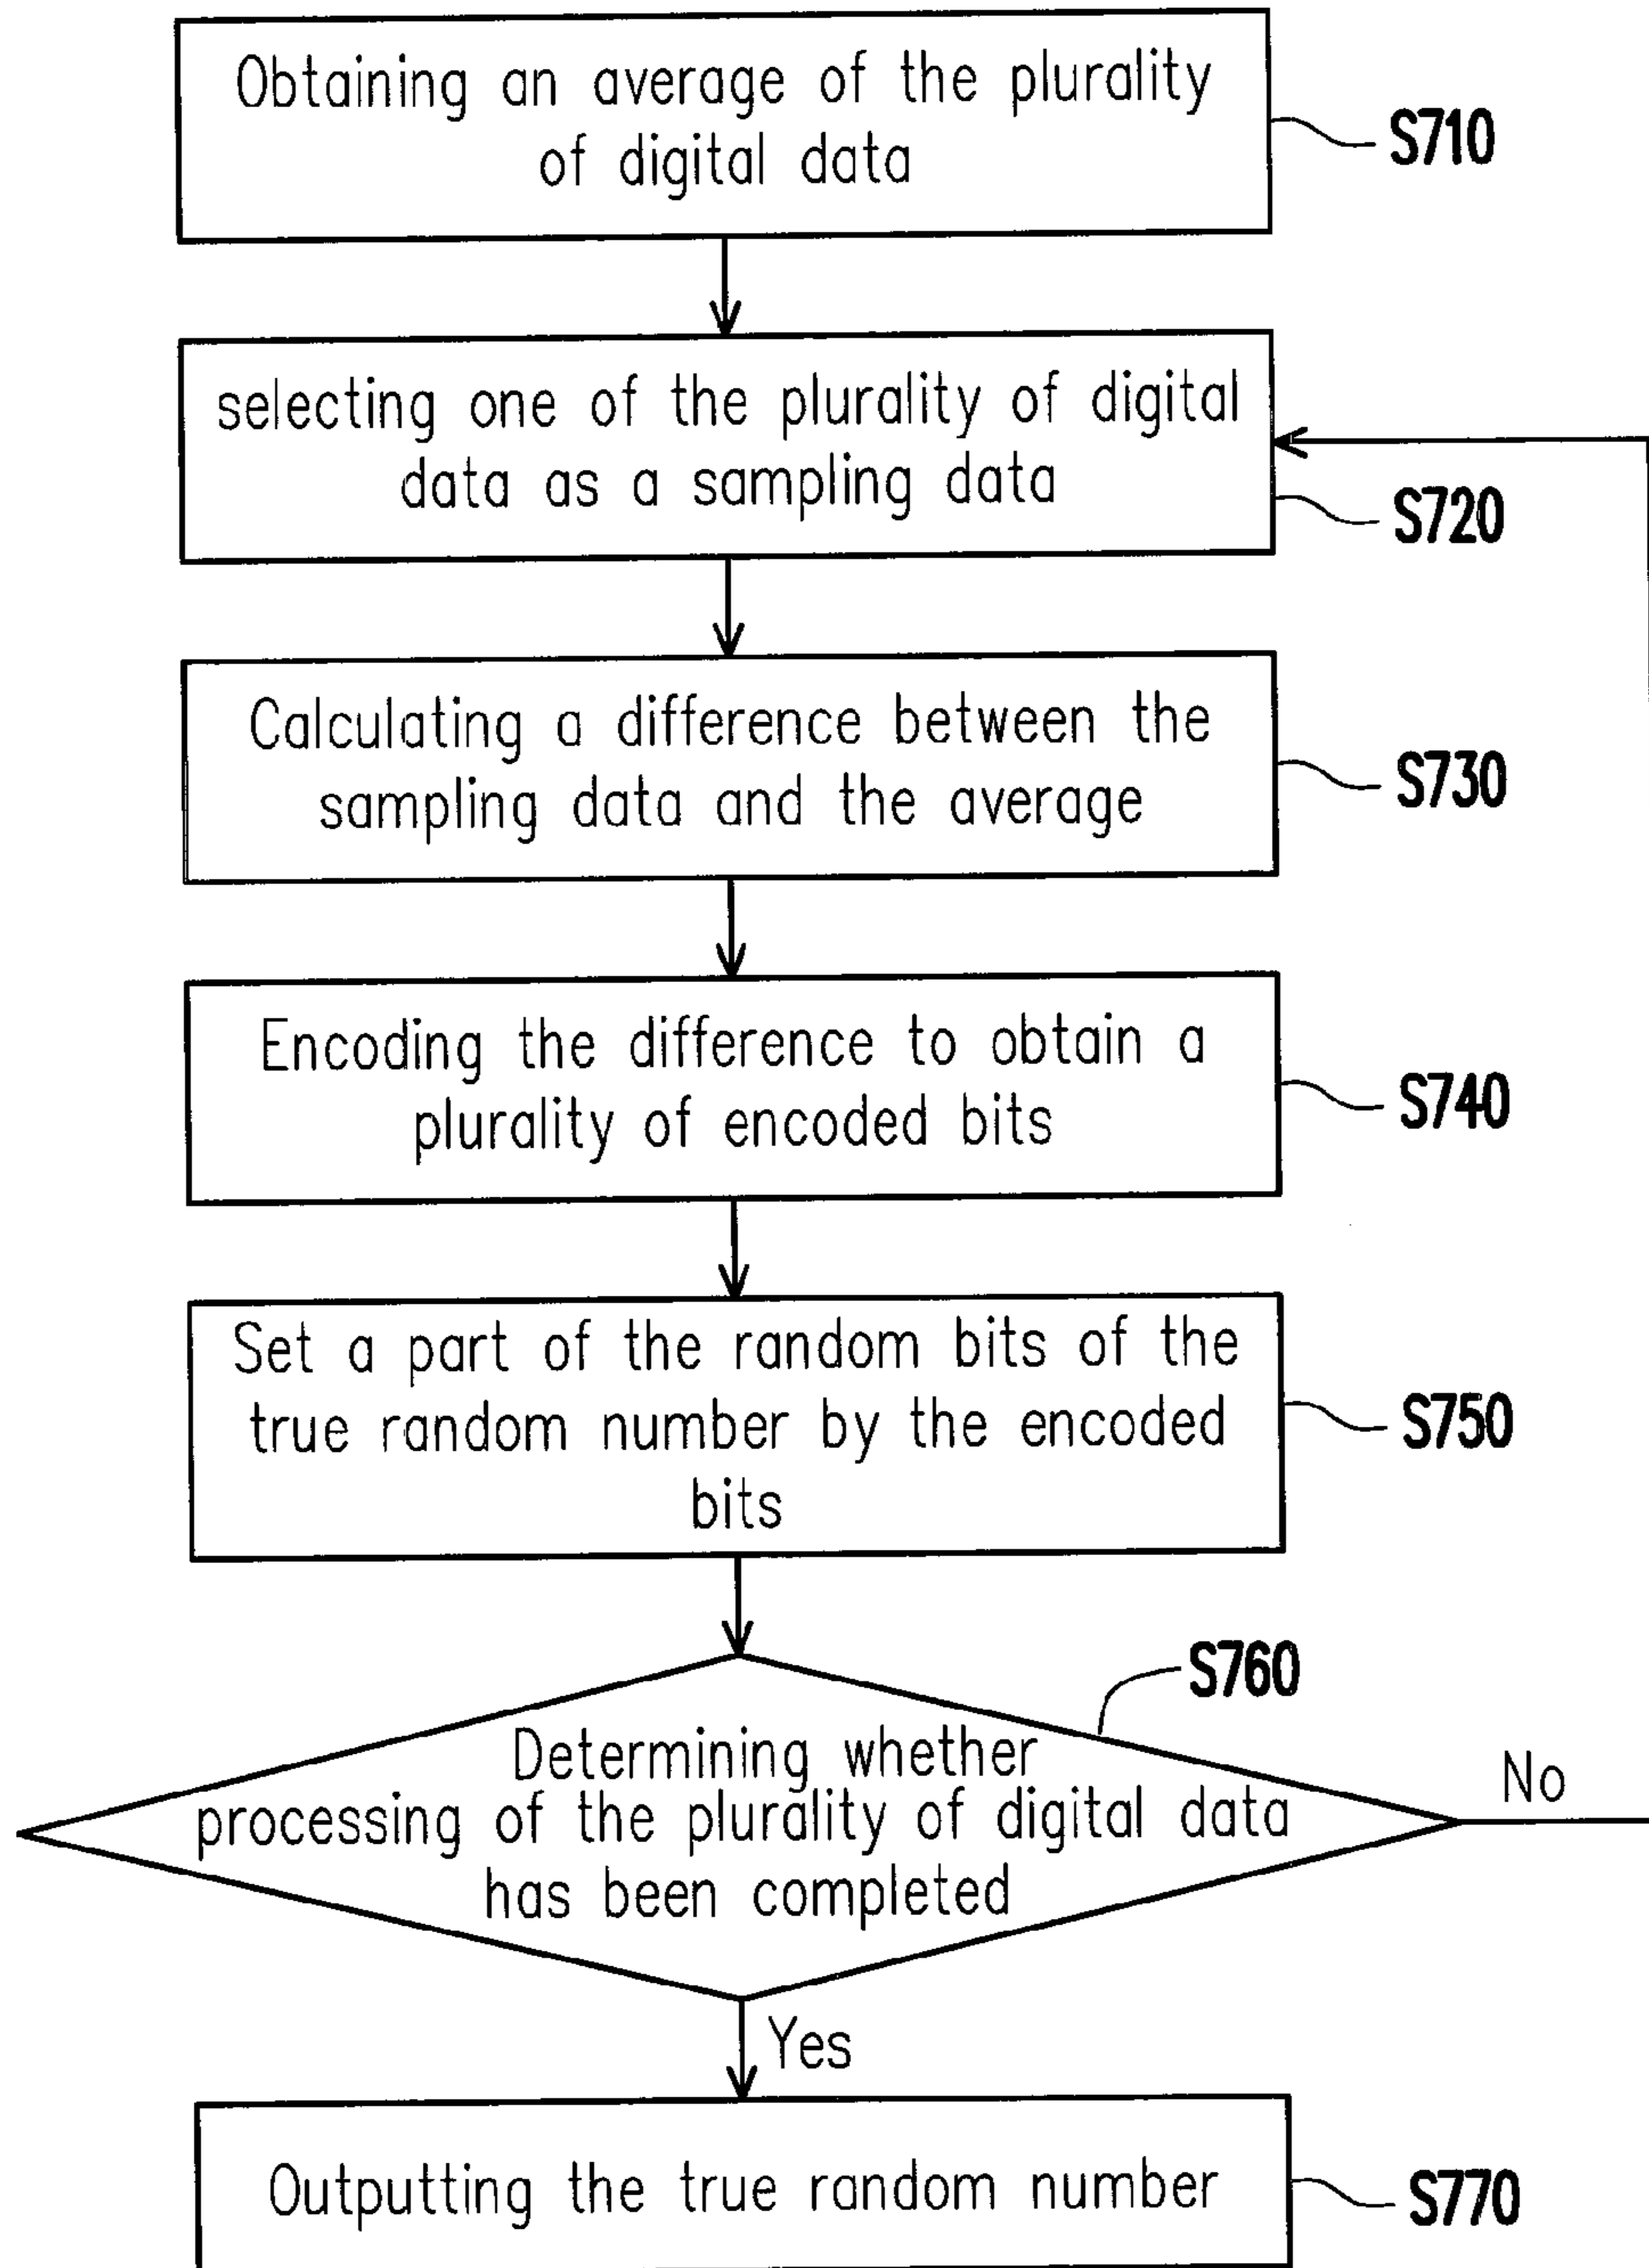 Obtaining an average of the plurality
of digital data
S710
selecting one of the plurality of digital
data as a sampling data
S720
Calculating a difference between the
sampling data and the average
S730
Encoding the difference to obtain a
plurality of encoded bits
S740
Set a part of the random bits of the
true random number by the encoded
bits
S750
S760
Determining whether
processing of the plurality of digital data
has been completed
No
Yes
Outputting the true random number
S770